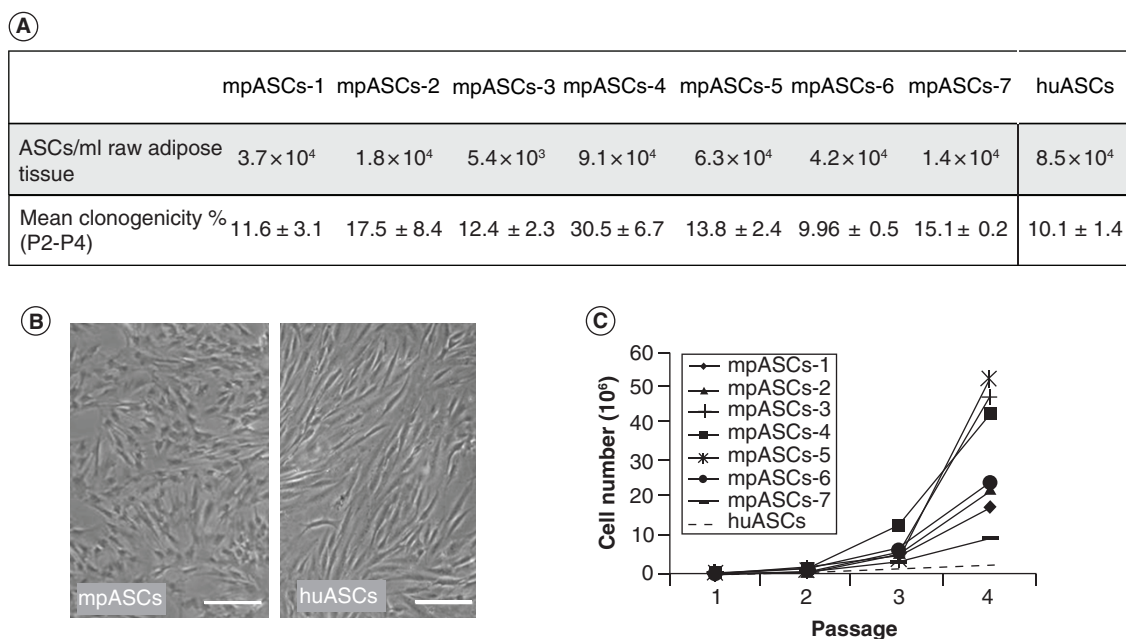 A
mpASCs-1 mpASCs-2 mpASCs-3 mpASCs-4 mpASCs-5 mpASCs-6 mpASCs-7 huASCs
ASCs/ml raw adipose tissue 3.7×10⁴ 1.8×10⁴ 5.4×10³ 9.1×10⁴ 6.3×10⁴ 4.2×10⁴ 1.4×10⁴ 8.5×10⁴
Mean clonogenicity % (P2-P4) 11.6 ± 3.1 17.5 ± 8.4 12.4 ± 2.3 30.5 ± 6.7 13.8 ± 2.4 9.96 ± 0.5 15.1 ± 0.2 10.1 ± 1.4
B
mpASCs
huASCs
C
Cell number (10⁶)
60
50
40
30
20
10
0
mpASCs-1
mpASCs-2
mpASCs-3
mpASCs-4
mpASCs-5
mpASCs-6
mpASCs-7
huASCs
1 2 3 4
Passage